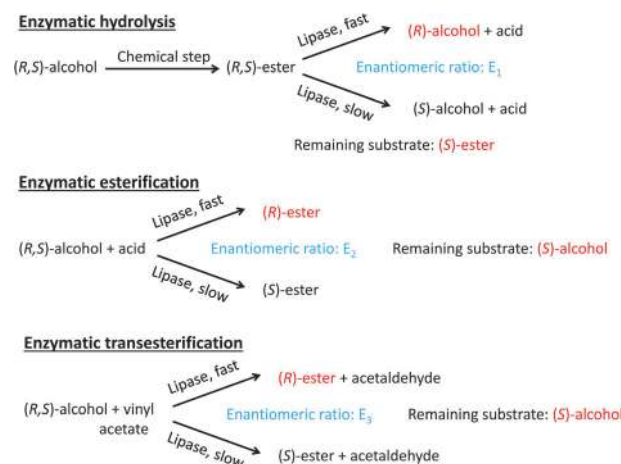 Enzymatic hydrolysis
(R,S)-alcohol
Chemical step
(R,S)-ester
Lipase, fast
(R)-alcohol + acid
Enantiomeric ratio: E₁
Lipase, slow
(S)-alcohol + acid
Remaining substrate: (S)-ester
Enzymatic esterification
(R,S)-alcohol + acid
Lipase, fast
(R)-ester
Enantiomeric ratio: E₂
Remaining substrate: (S)-alcohol
Lipase, slow
(S)-ester
Enzymatic transesterification
(R,S)-alcohol + vinyl
acetate
Lipase, fast
(R)-ester + acetaldehyde
Enantiomeric ratio: E₃
Remaining substrate: (S)-alcohol
Lipase, slow
(S)-ester + acetaldehyde